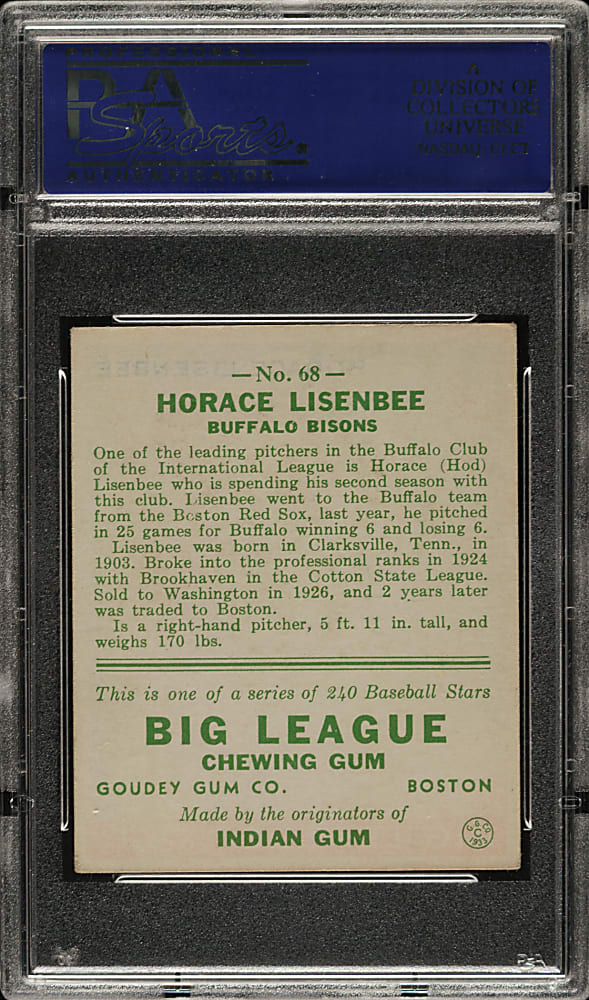 PROFESSIONAL
PSA
Sports
AUTHENTICATOR
A
DIVISION OF
COLLECTORS
UNIVERSE
NASDAQ: CLCT
— No. 68 —
HORACE LISENBEE
BUFFALO BISONS
One of the leading pitchers in the Buffalo Club
of the International League is Horace (Hod)
Lisenbee who is spending his second season with
this club. Lisenbee went to the Buffalo team
from the Boston Red Sox, last year, he pitched
in 25 games for Buffalo winning 6 and losing 6.
Lisenbee was born in Clarksville, Tenn., in
1903. Broke into the professional ranks in 1924
with Brookhaven in the Cotton State League.
Sold to Washington in 1926, and 2 years later
was traded to Boston.
Is a right-hand pitcher, 5 ft. 11 in. tall, and
weighs 170 lbs.
This is one of a series of 240 Baseball Stars
BIG LEAGUE
CHEWING GUM
GOUDEY GUM CO. BOSTON
Made by the originators of
INDIAN GUM
G. G. CO.
C
1933
PSA